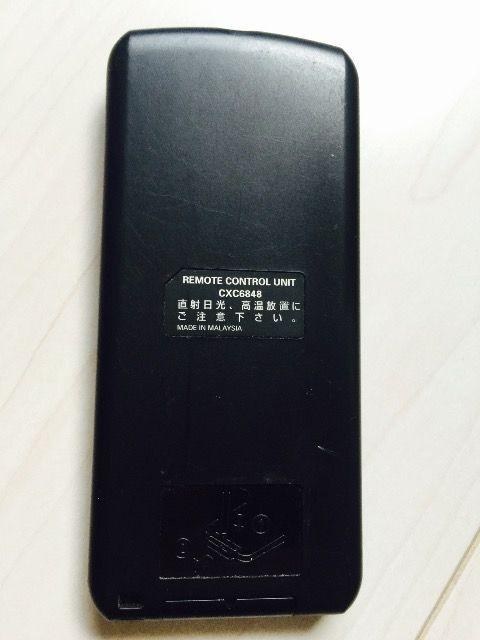 REMOTE CONTROL UNIT
CXC6848
直射日光、高温放置に
ご注意下さい。
MADE IN MALAYSIA